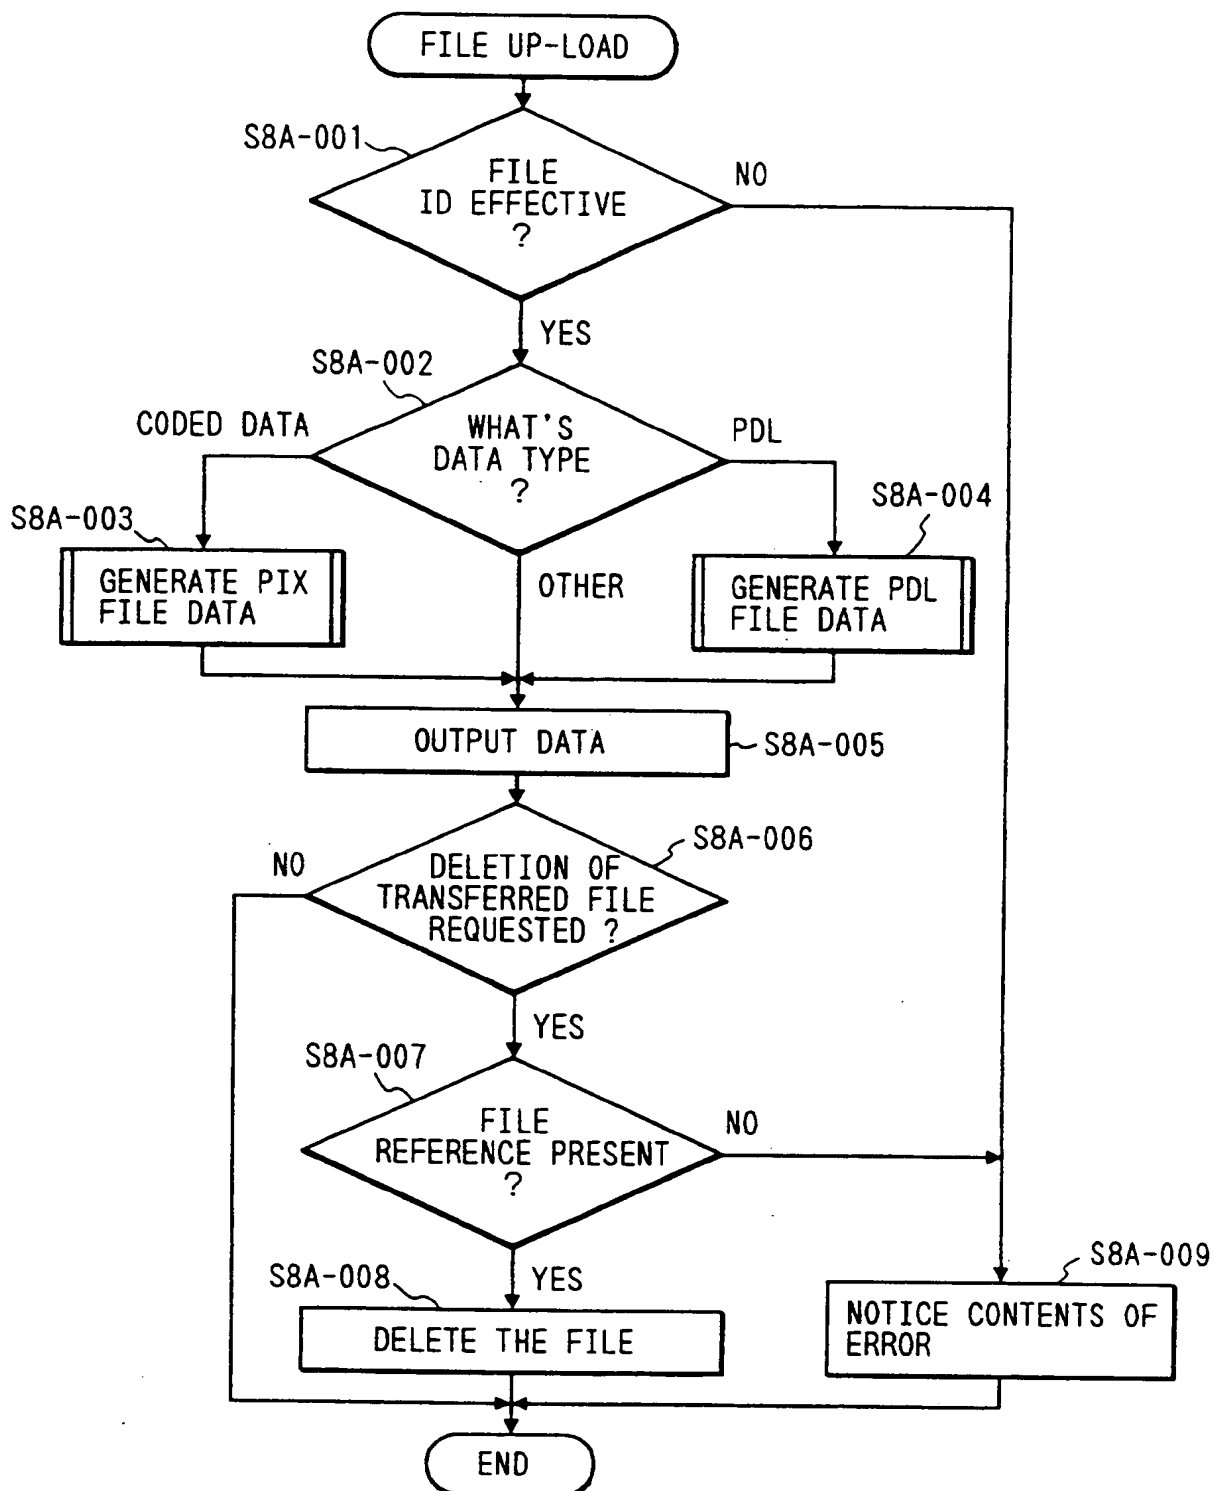 FILE UP-LOAD
S8A-001
FILE
ID EFFECTIVE
?
NO
YES
S8A-002
CODED DATA
WHAT'S
DATA TYPE
?
PDL
S8A-003
S8A-004
GENERATE PIX
FILE DATA
OTHER
GENERATE PDL
FILE DATA
OUTPUT DATA
S8A-005
S8A-006
NO
DELETION OF
TRANSFERRED FILE
REQUESTED ?
YES
S8A-007
FILE
REFERENCE PRESENT
?
NO
S8A-008
YES
S8A-009
DELETE THE FILE
NOTICE CONTENTS OF
ERROR
END